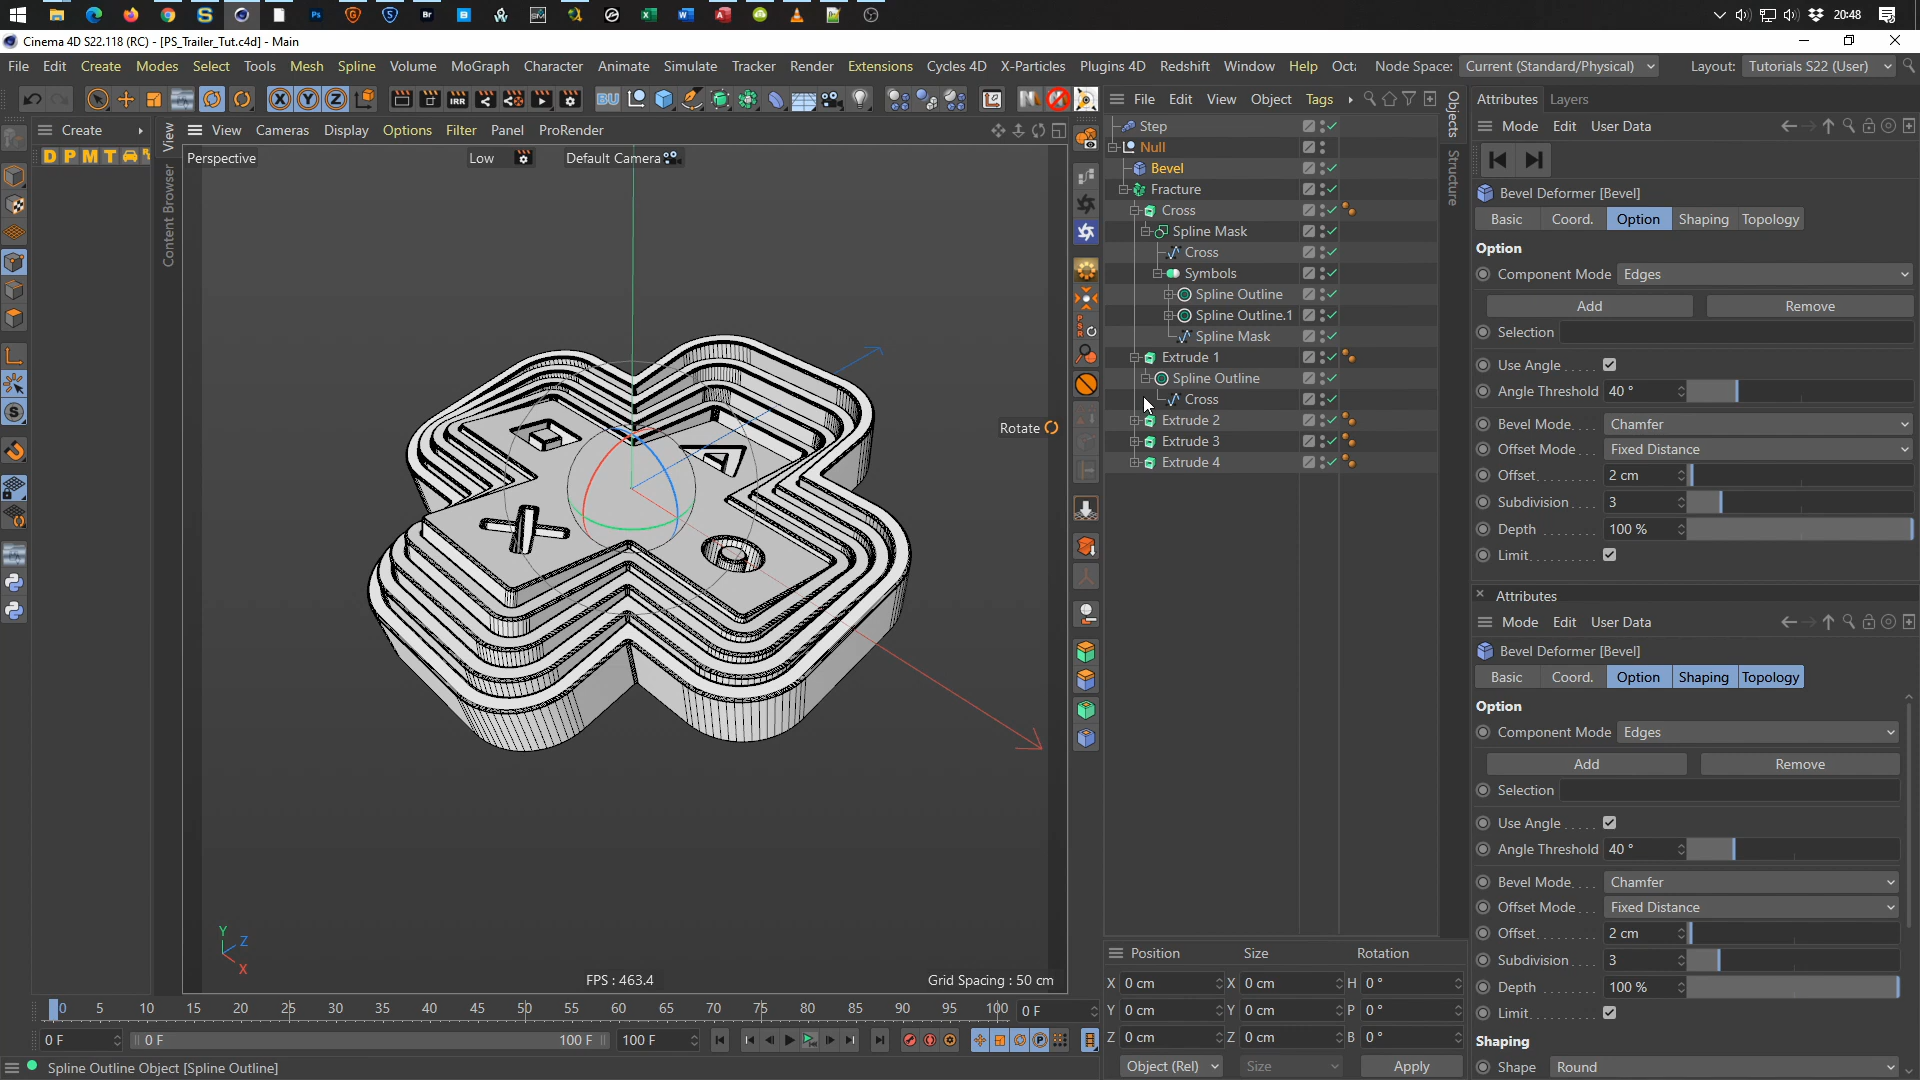 20:48
Cinema 4D S22.118 (RC) - [PS_Trailer_Tut.c4d] - Main
File Edit Create Modes Select Tools Mesh Spline Volume MoGraph Character Animate Simulate Tracker Render Extensions Cycles 4D X-Particles Plugins 4D Redshift Window Help Octa Node Space: Current (Standard/Physical) Layout: Tutorials S22 (User)
X Y Z IRR BU
File Edit View Object Tags
Attributes Layers
Create
View Cameras Display Options Filter Panel ProRender
Mode Edit User Data
D P M T
Perspective
Low
Default Camera
View
Content Browser
Objects
Structure
Rotate
Step
Null
Bevel
Fracture
Cross
Spline Mask
Cross
Symbols
Spline Outline
Spline Outline.1
Spline Mask
Extrude 1
Spline Outline
Cross
Extrude 2
Extrude 3
Extrude 4
Bevel Deformer [Bevel]
Basic Coord. Option Shaping Topology
Option
Component Mode Edges
Add Remove
Selection
Use Angle
Angle Threshold 40 °
Bevel Mode Chamfer
Offset Mode Fixed Distance
Offset 2 cm
Subdivision 3
Depth 100 %
Limit
Attributes
Mode Edit User Data
Bevel Deformer [Bevel]
Basic Coord. Option Shaping Topology
Option
Component Mode Edges
Add Remove
Selection
Use Angle
Angle Threshold 40 °
Bevel Mode Chamfer
Offset Mode Fixed Distance
Offset 2 cm
Subdivision 3
Depth 100 %
Limit
Shaping
Shape Round
Y
Z
X
FPS : 463.4
Grid Spacing : 50 cm
Position Size Rotation
X 0 cm X 0 cm H 0 °
Y 0 cm Y 0 cm P 0 °
Z 0 cm Z 0 cm B 0 °
Object (Rel) Size Apply
0 5 10 15 20 25 30 35 40 45 50 55 60 65 70 75 80 85 90 95 100 0 F
0 F 0 F 100 F 100 F
Spline Outline Object [Spline Outline]